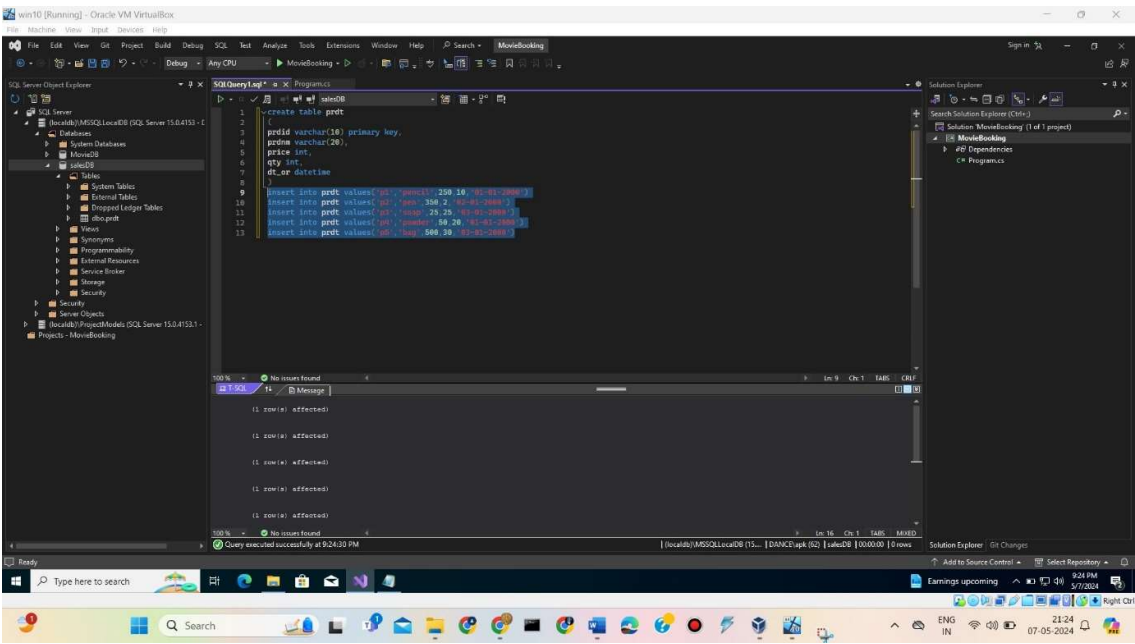 win10 [Running] - Oracle VM VirtualBox
File Machine View Input Devices Help
File Edit View Git Project Build Debug SQL Test Analyze Tools Extensions Window Help Search MovieBooking Sign in
Debug Any CPU MovieBooking
SQL Server Object Explorer
SQL Server
(localdb)\MSSQLLocalDB (SQL Server 15.0.4153 - D
Databases
System Databases
MovieDB
salesDB
Tables
System Tables
External Tables
Dropped Ledger Tables
dbo.prdt
Views
Synonyms
Programmability
External Resources
Service Broker
Storage
Security
Security
Server Objects
(localdb)\ProjectModels (SQL Server 15.0.4153.1 -
Projects - MovieBooking
SQLQuery1.sql* Program.cs
salesDB
1 create table prdt
2 (
3 prdid varchar(10) primary key,
4 prdnm varchar(20),
5 price int,
6 qty int,
7 dt_or datetime
8 )
9 insert into prdt values('p1','pencil',250,10,'01-01-2000')
10 insert into prdt values('p2','pen',350,2,
11 insert into prdt values('p3','soap',25,25,
12 insert into prdt values('p4','powder',50,20,
13 insert into prdt values('p5','bag',500,30,
100 % No issues found Ln: 9 Ch: 1 TABS CRLF
T-SQL Message
(1 row(s) affected)
(1 row(s) affected)
(1 row(s) affected)
(1 row(s) affected)
(1 row(s) affected)
100 % No issues found Ln: 16 Ch: 1 TABS MIXED
Query executed successfully at 9:24:30 PM (localdb)\MSSQLLocalDB (15.... DANCE\spk (62) salesDB 00:00:00 0 rows
Solution Explorer
Search Solution Explorer (Ctrl+;)
Solution 'MovieBooking' (1 of 1 project)
MovieBooking
Dependencies
C# Program.cs
Solution Explorer Git Changes
Ready Add to Source Control Select Repository
Type here to search Earnings upcoming 9:24 PM
5/7/2024
Right Ctrl
Search ENG
IN
21:24
07-05-2024